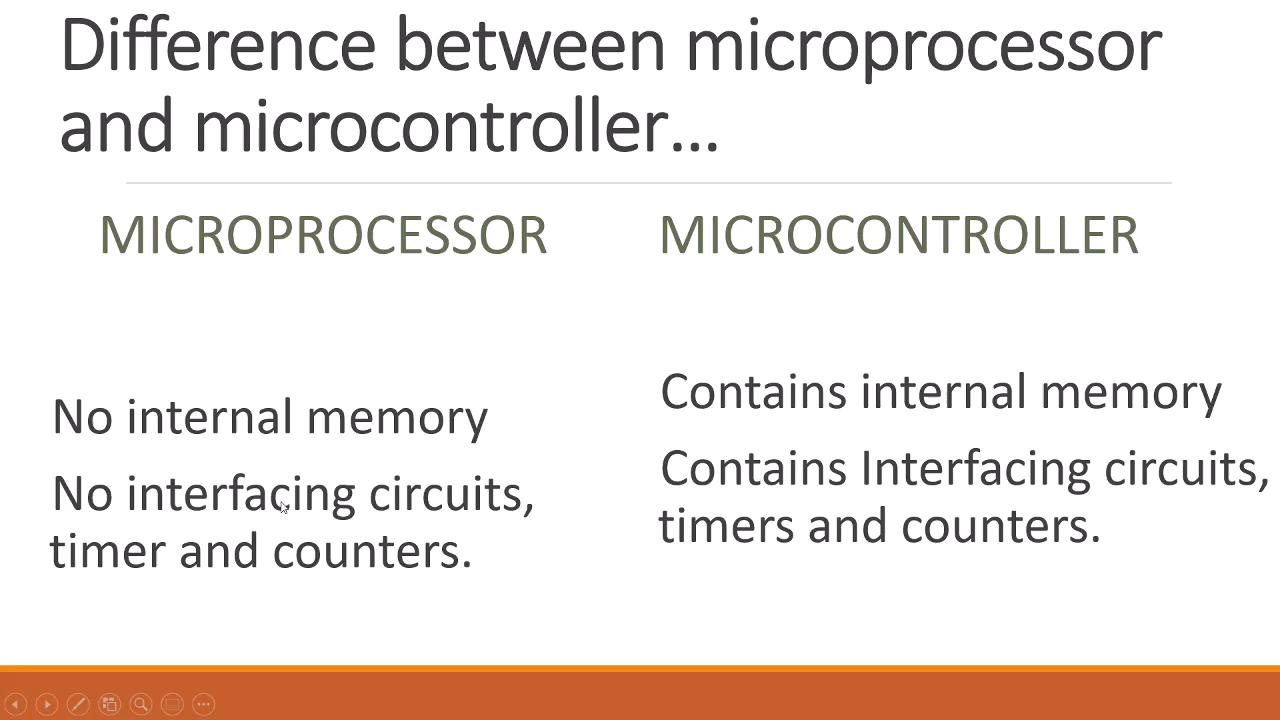 Difference between microprocessor
and microcontroller...
MICROPROCESSOR
No internal memory
No interfacing circuits,
timer and counters.
MICROCONTROLLER
Contains internal memory
Contains Interfacing circuits,
timers and counters.